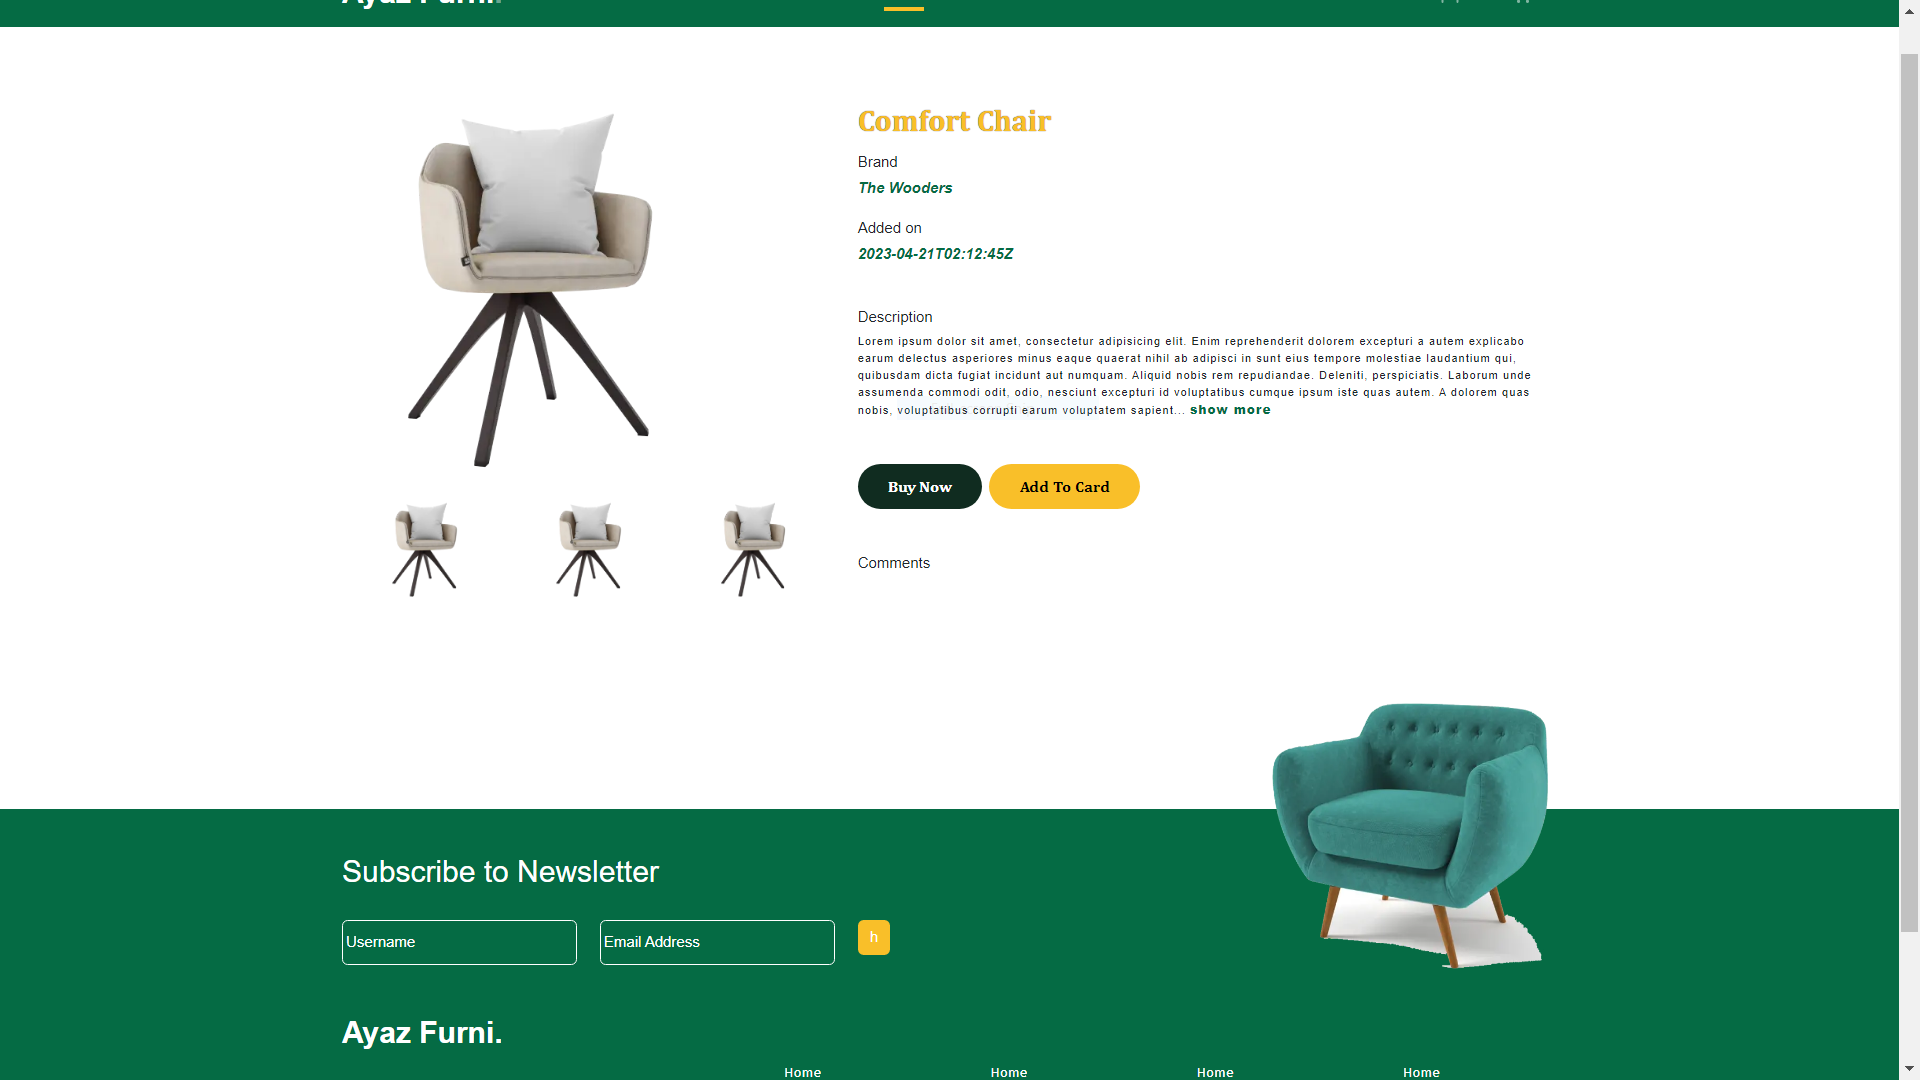 Ayaz Furni.
Comfort Chair
Brand
The Wooders
Added on
2023-04-21T02:12:45Z
Description
Lorem ipsum dolor sit amet, consectetur adipisicing elit. Enim reprehenderit dolorem excepturi a autem explicabo
earum delectus asperiores minus eaque quaerat nihil ab adipisci in sunt eius tempore molestiae laudantium qui,
quibusdam dicta fugiat incidunt aut numquam. Aliquid nobis rem repudiandae. Deleniti, perspiciatis. Laborum unde
assumenda commodi odit, odio, nesciunt excepturi id voluptatibus cumque ipsum iste quas autem. A dolorem quas
nobis, voluptatibus corrupti earum voluptatem sapient... show more
Buy Now
Add To Card
Comments
Subscribe to Newsletter
Username
Email Address
h
Ayaz Furni.
Home
Home
Home
Home